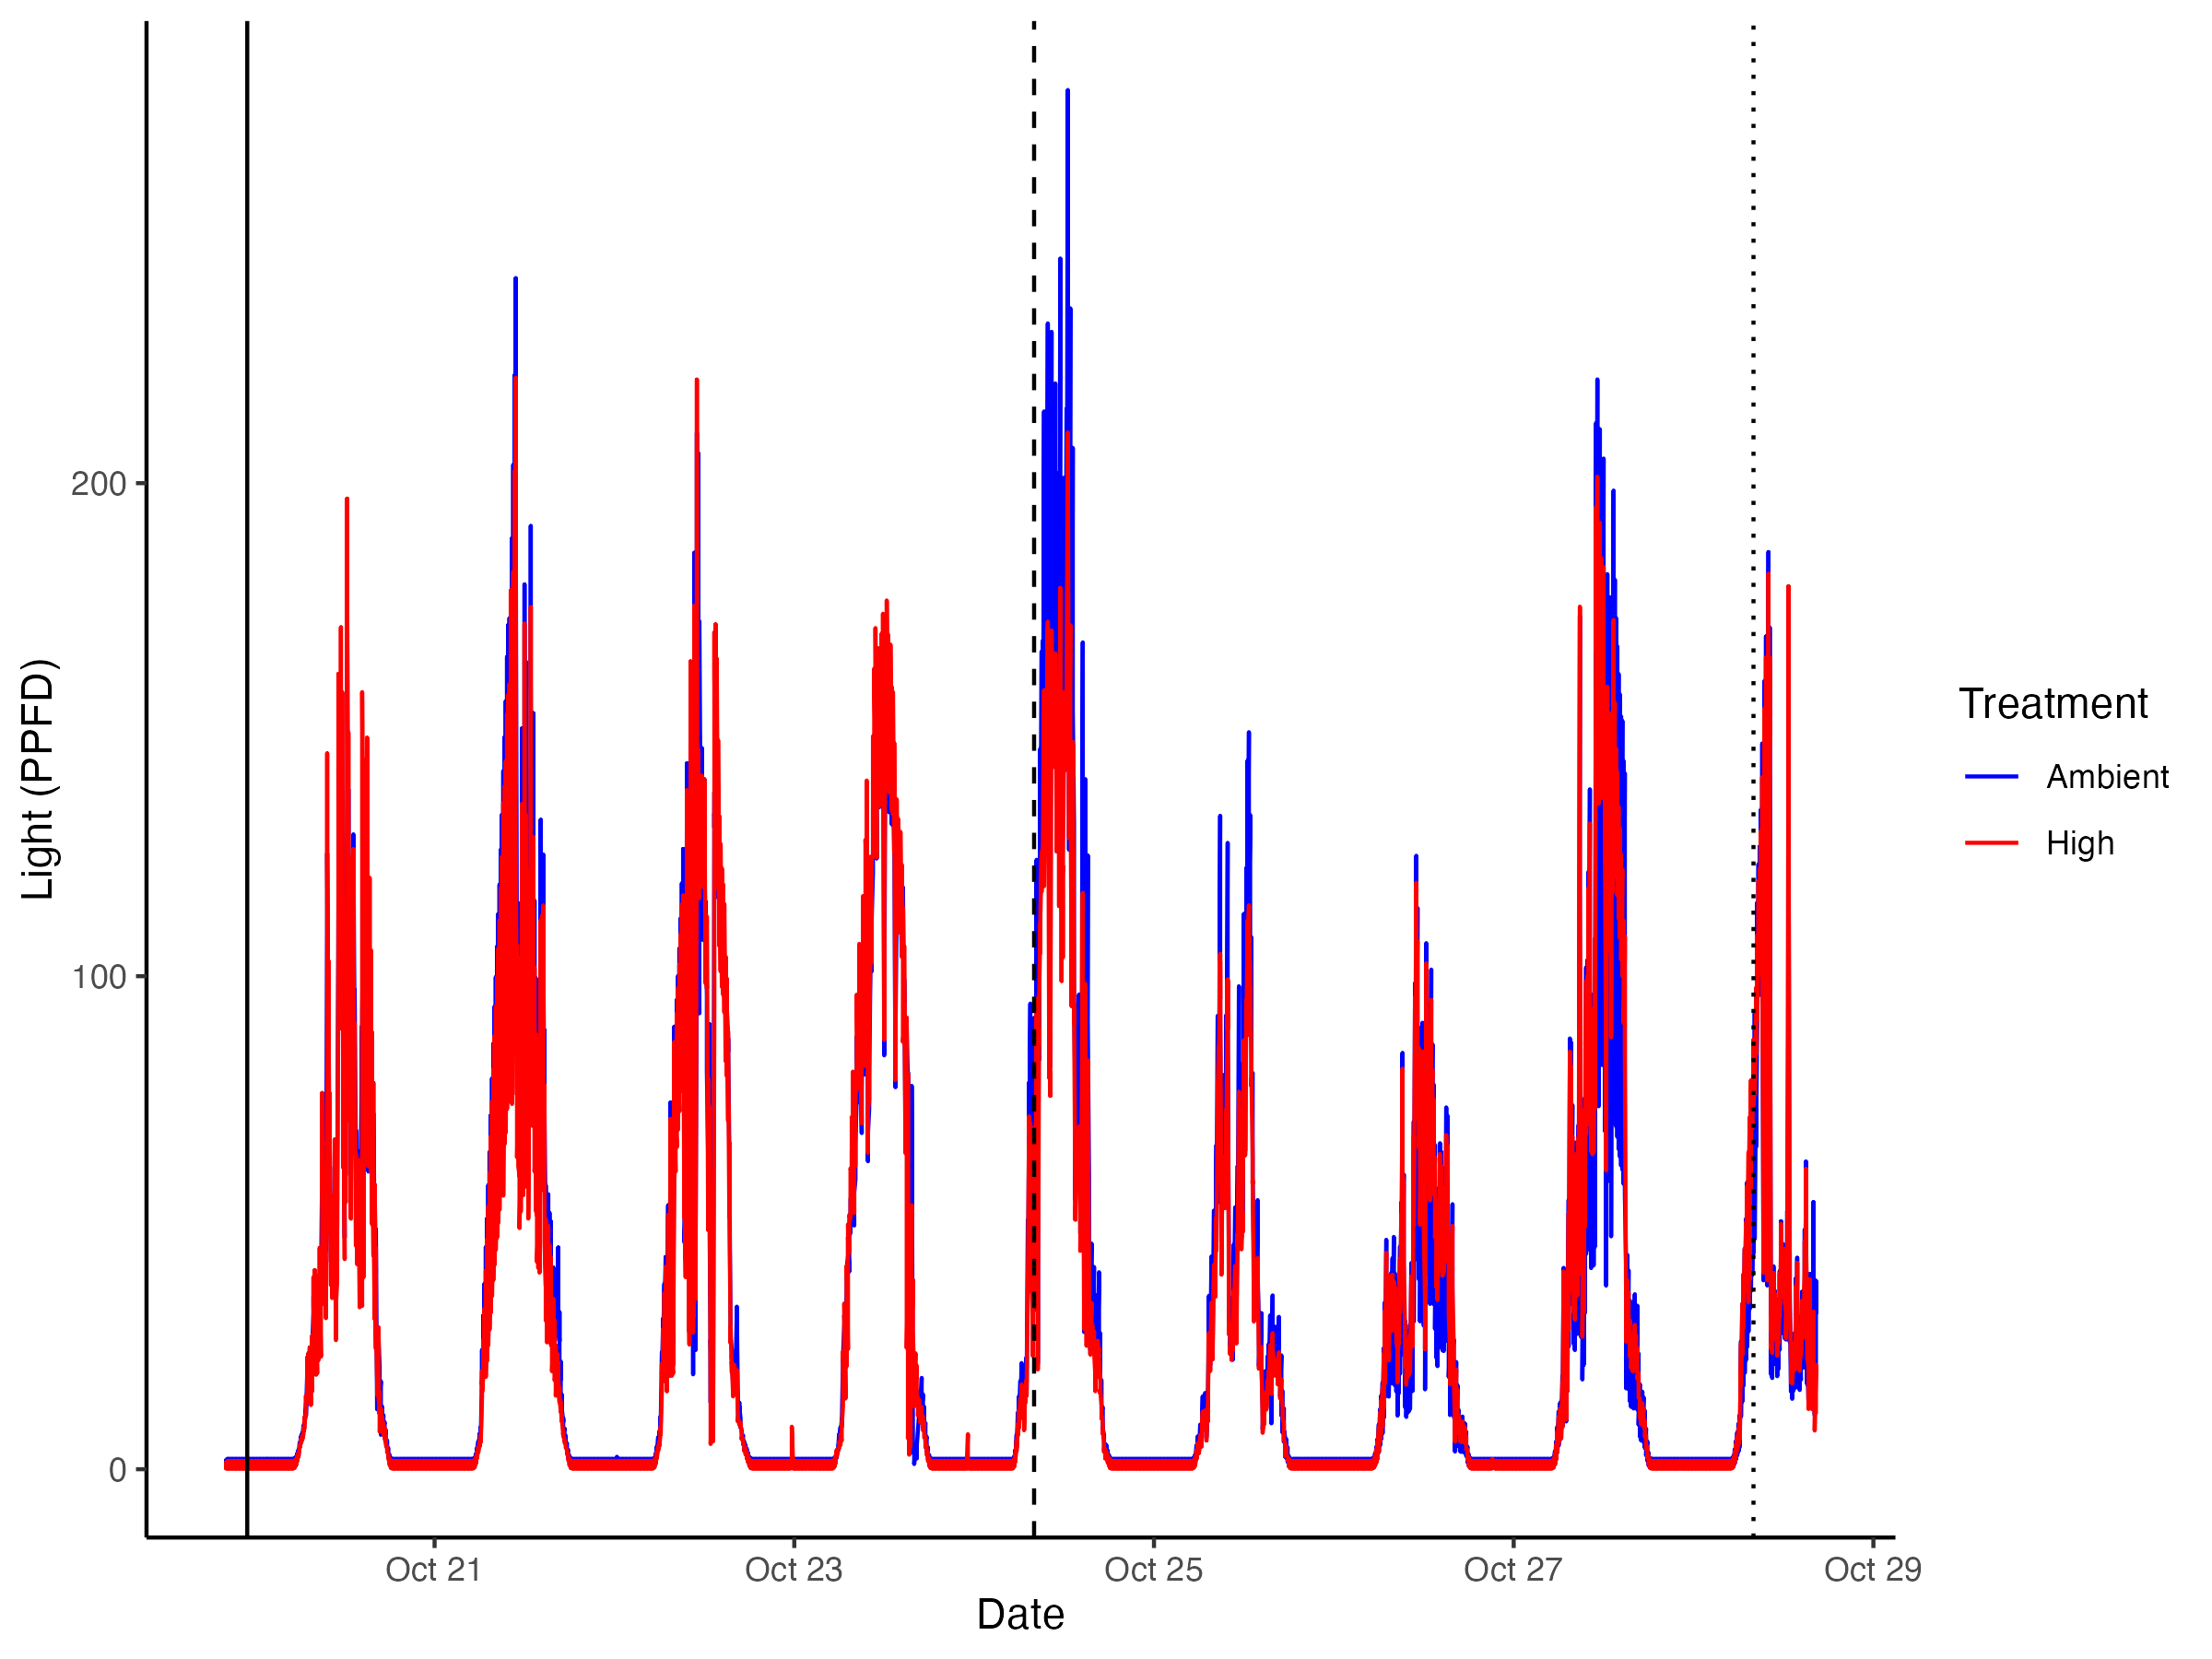 Light (PPFD)
200
100
0
Oct 21
Oct 23
Oct 25
Oct 27
Oct 29
Date
Treatment
Ambient
High